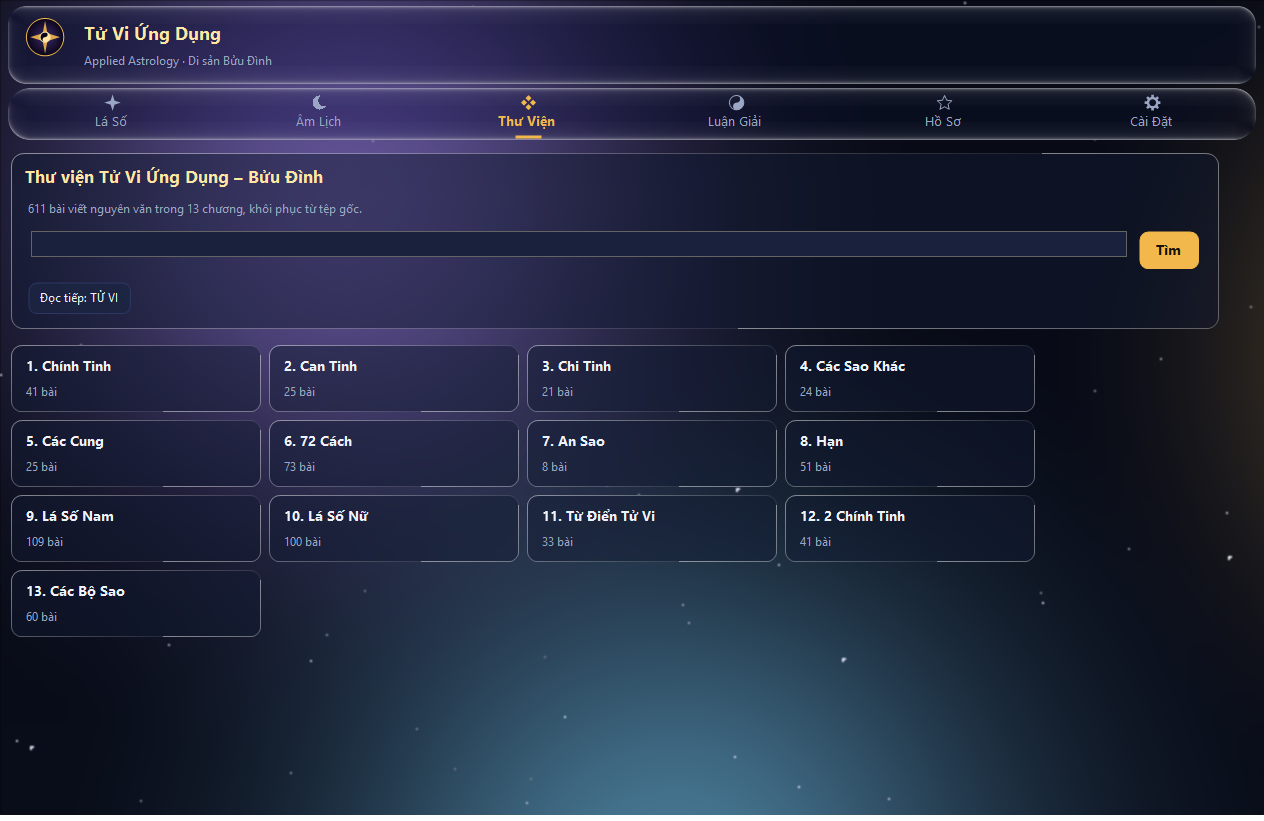 Tử Vi Ứng Dụng
Applied Astrology · Di sản Bửu Đình
Lá Số
Âm Lịch
Thư Viện
Luận Giải
Hồ Sơ
Cài Đặt
Thư viện Tử Vi Ứng Dụng – Bửu Đình
611 bài viết nguyên văn trong 13 chương, khôi phục từ tệp gốc.
Tìm
Đọc tiếp: TỬ VI
1. Chính Tinh
41 bài
2. Can Tinh
25 bài
3. Chi Tinh
21 bài
4. Các Sao Khác
24 bài
5. Các Cung
25 bài
6. 72 Cách
73 bài
7. An Sao
8 bài
8. Hạn
51 bài
9. Lá Số Nam
109 bài
10. Lá Số Nữ
100 bài
11. Từ Điển Tử Vi
33 bài
12. 2 Chính Tinh
41 bài
13. Các Bộ Sao
60 bài